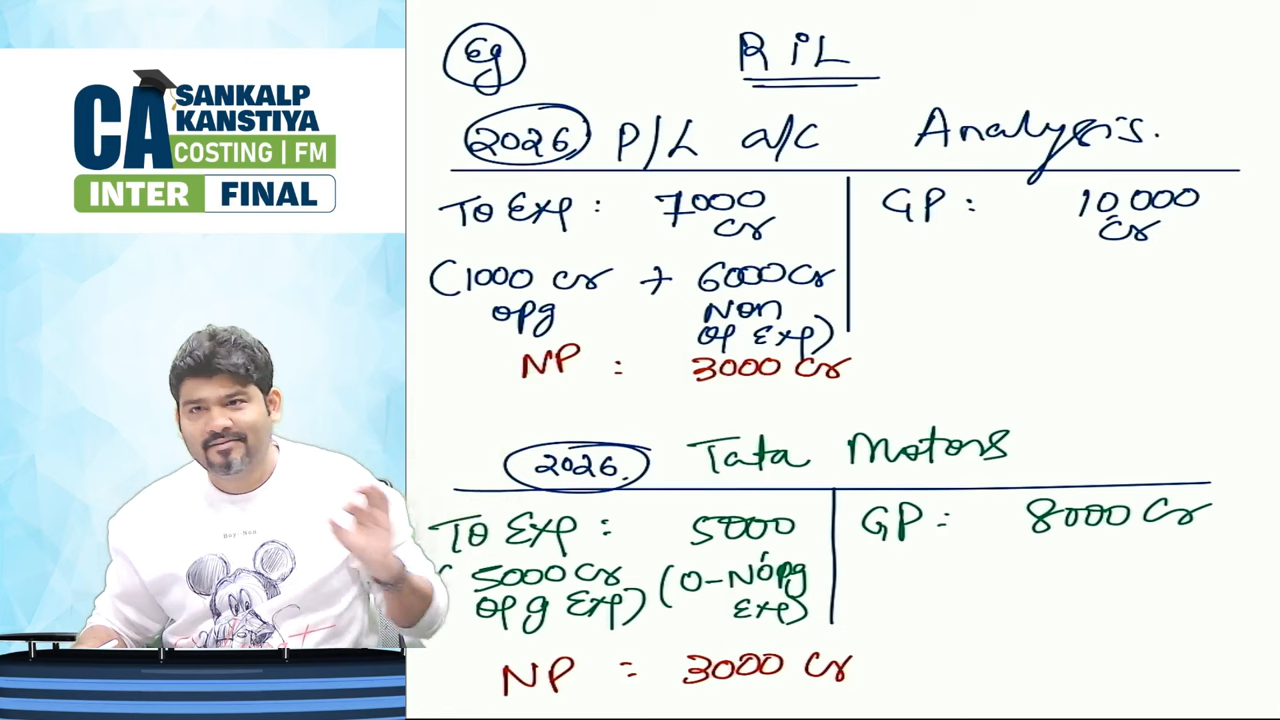 CA SANKALP
KANSTIYA
COSTING | FM
INTER FINAL
Eg RIL
2026 P/L a/c Analysis.
To Exp : 7000 Cr GP : 10,000 Cr
(1000 Cr + 6000 Cr
opg Non
op Exp)
NP : 3000 Cr
2026. Tata Motors
To Exp : 5000 GP : 8000 Cr
( 5000 Cr (0-Nopg
opg Exp) Exp)
NP = 3000 Cr